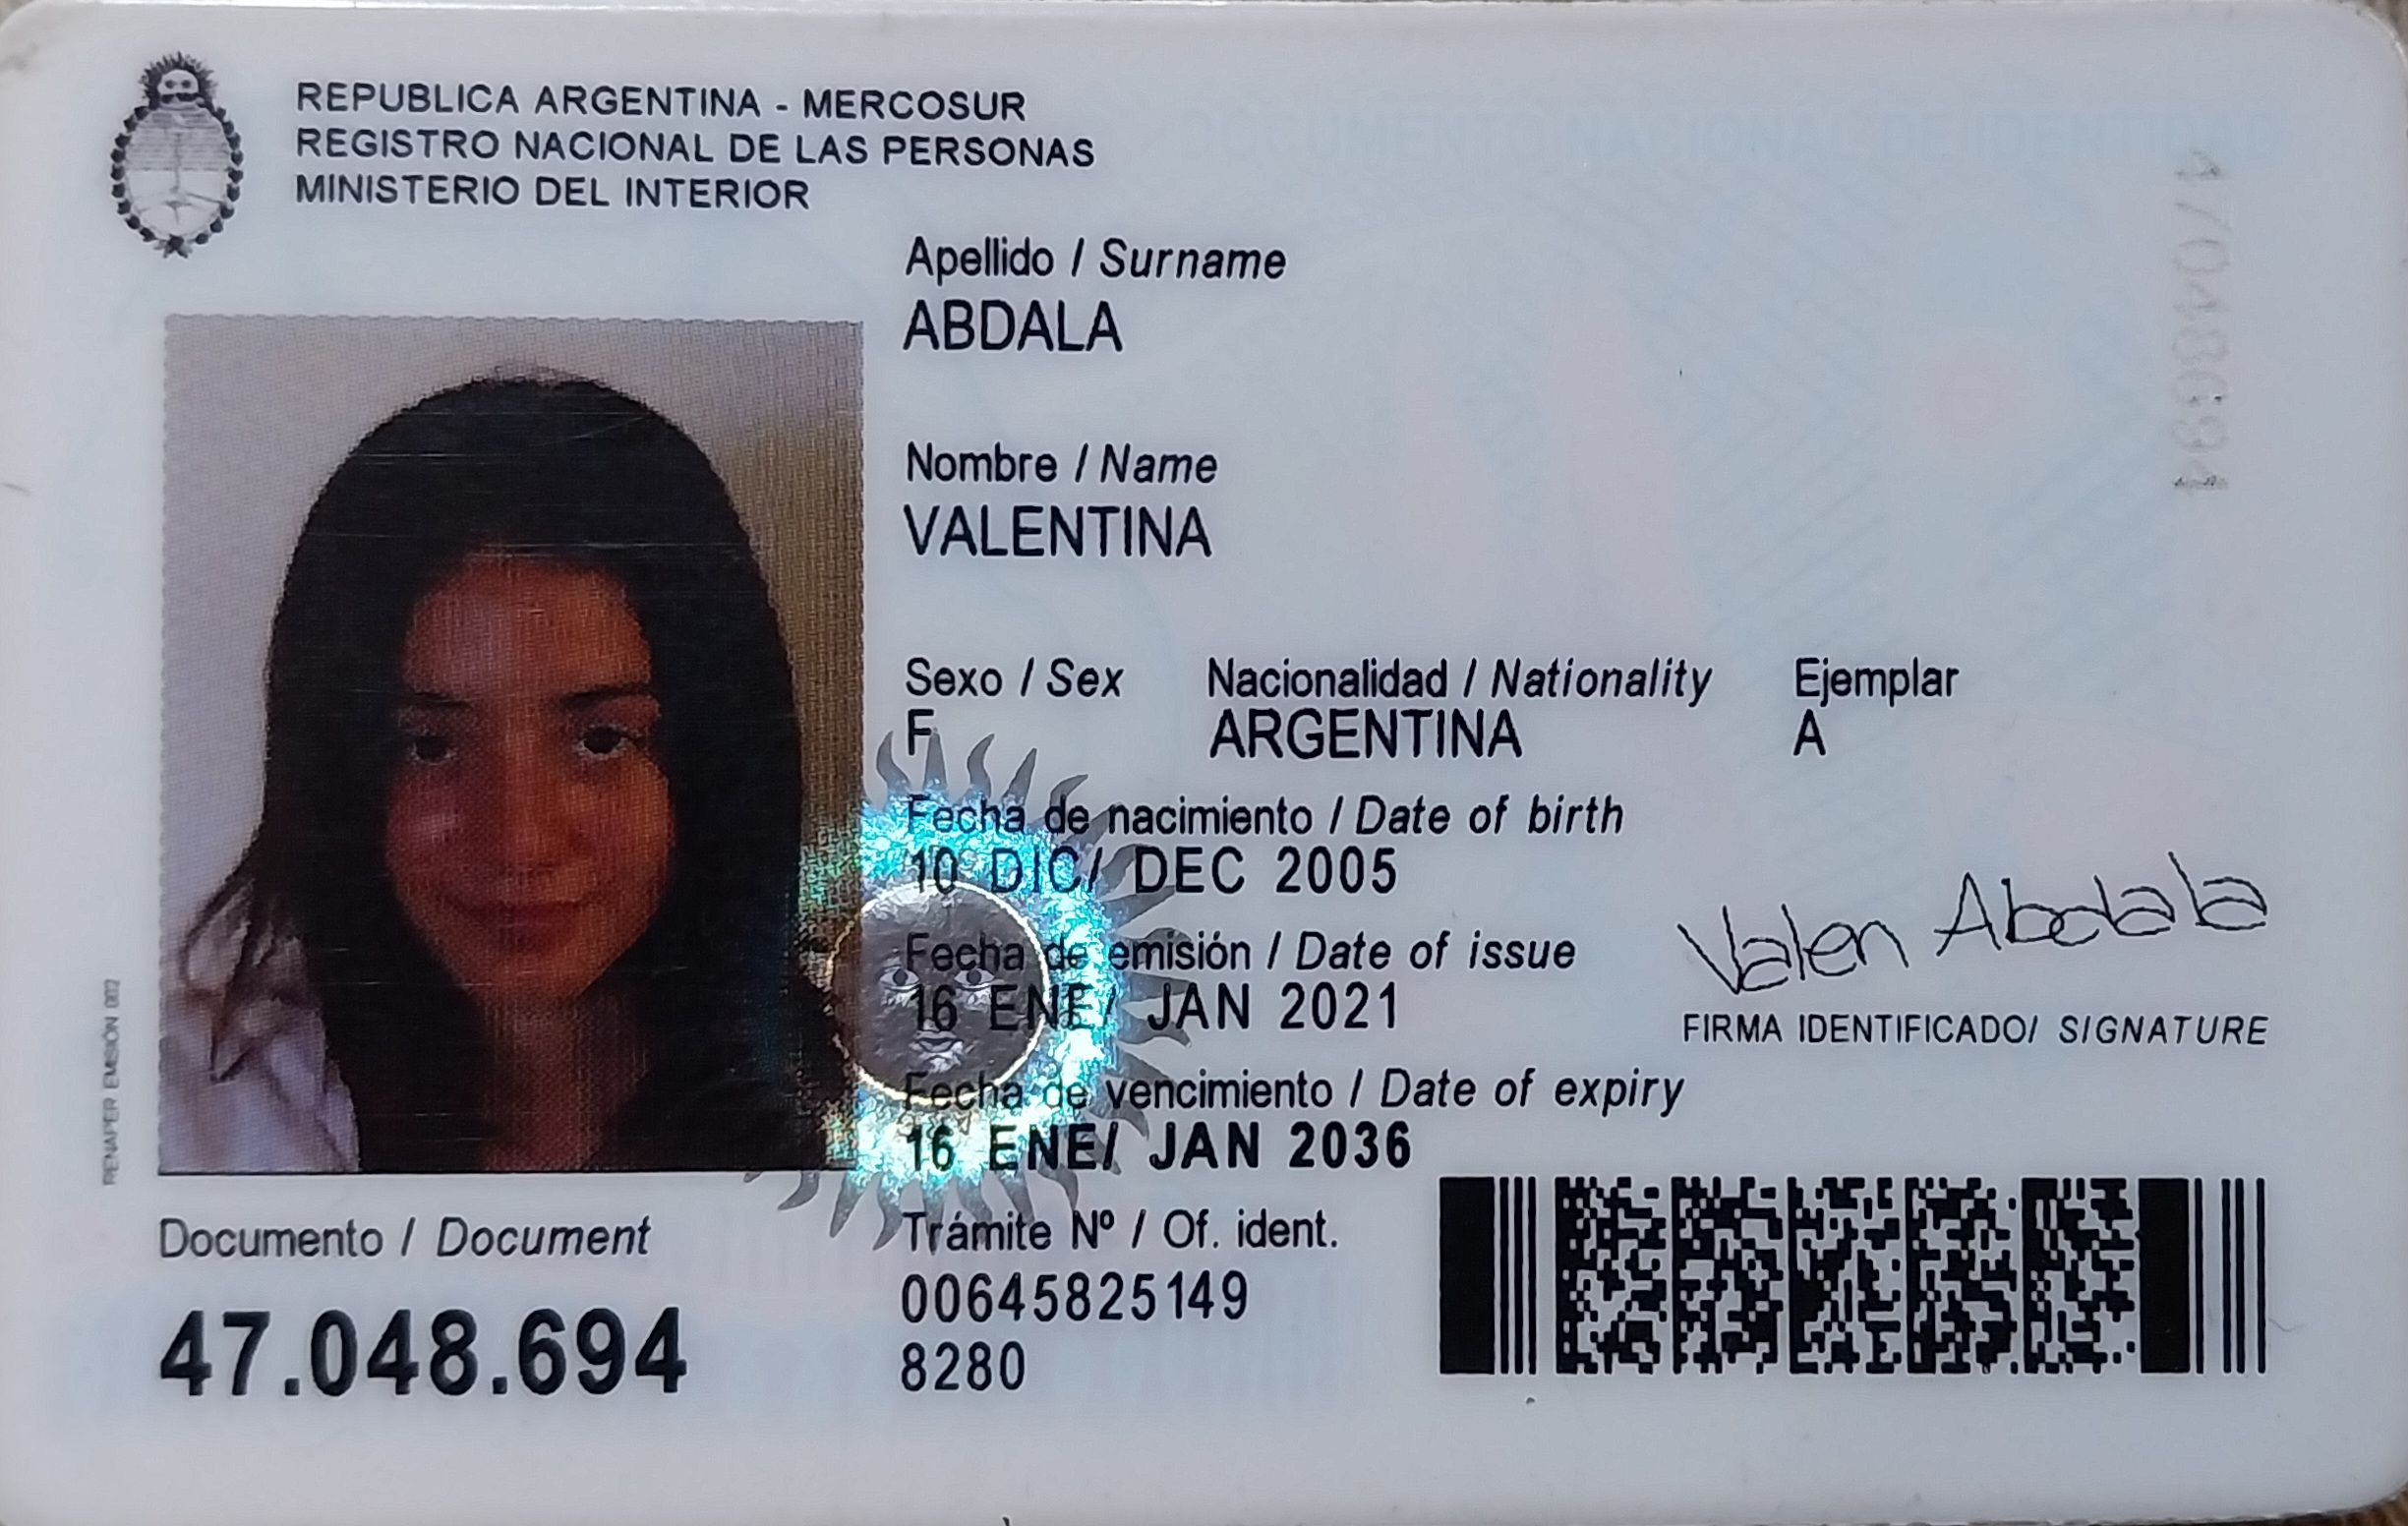 REPUBLICA ARGENTINA - MERCOSUR
REGISTRO NACIONAL DE LAS PERSONAS
MINISTERIO DEL INTERIOR
Apellido / Surname
ABDALA
Nombre / Name
VALENTINA
Sexo / Sex Nacionalidad / Nationality Ejemplar
F ARGENTINA A
Fecha de nacimiento / Date of birth
10 DIC/ DEC 2005
Fecha de emisión / Date of issue
16 ENE/ JAN 2021
Valen Abdala
FIRMA IDENTIFICADO/ SIGNATURE
Fecha de vencimiento / Date of expiry
16 ENE/ JAN 2036
RENAPER EMISIÓN 002
Documento / Document
47.048.694
Trámite Nº / Of. ident.
00645825149
8280